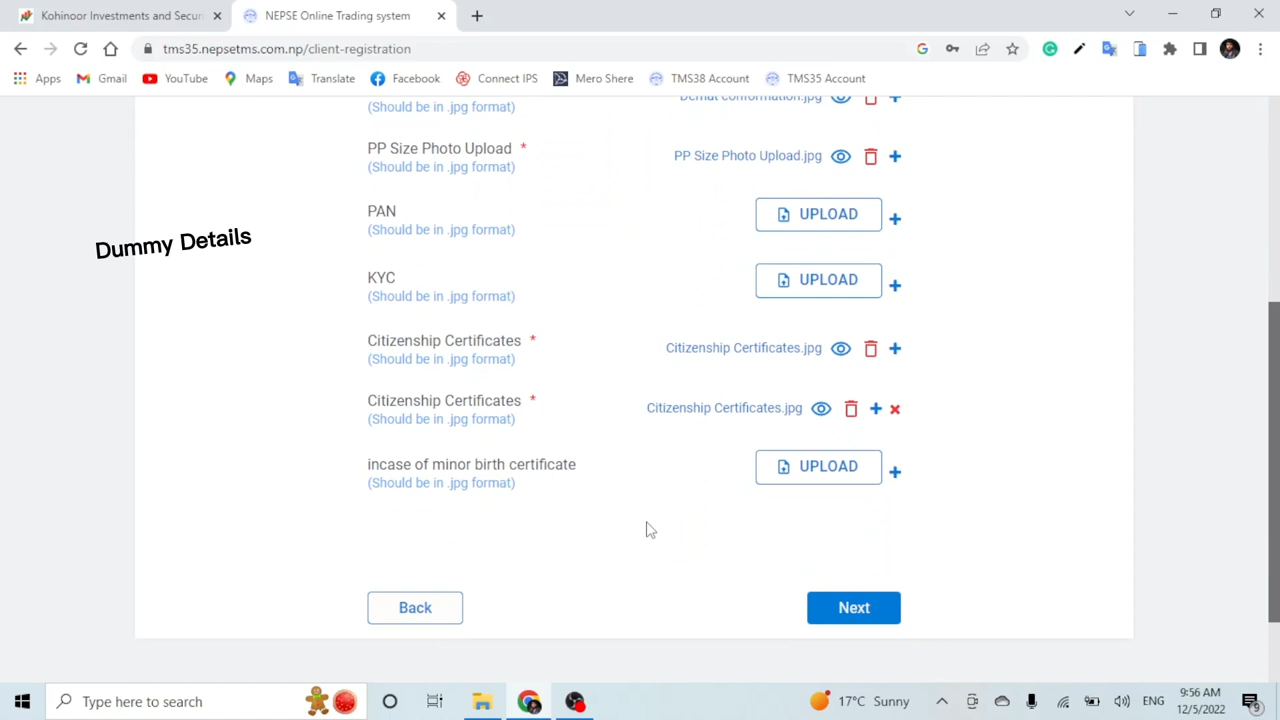 Kohinoor Investments and Securi
NEPSE Online Trading system
tms35.nepsetms.com.np/client-registration
Apps
Gmail
YouTube
Maps
Translate
Facebook
Connect IPS
Mero Share
TMS38 Account
TMS35 Account
(Should be in .jpg format)
Demat conformation.jpg
PP Size Photo Upload *
(Should be in .jpg format)
PP Size Photo Upload.jpg
PAN
(Should be in .jpg format)
UPLOAD
Dummy Details
KYC
(Should be in .jpg format)
UPLOAD
Citizenship Certificates *
(Should be in .jpg format)
Citizenship Certificates.jpg
Citizenship Certificates *
(Should be in .jpg format)
Citizenship Certificates.jpg
incase of minor birth certificate
(Should be in .jpg format)
UPLOAD
Back
Next
Type here to search
17°C Sunny
ENG
9:56 AM
12/5/2022
9